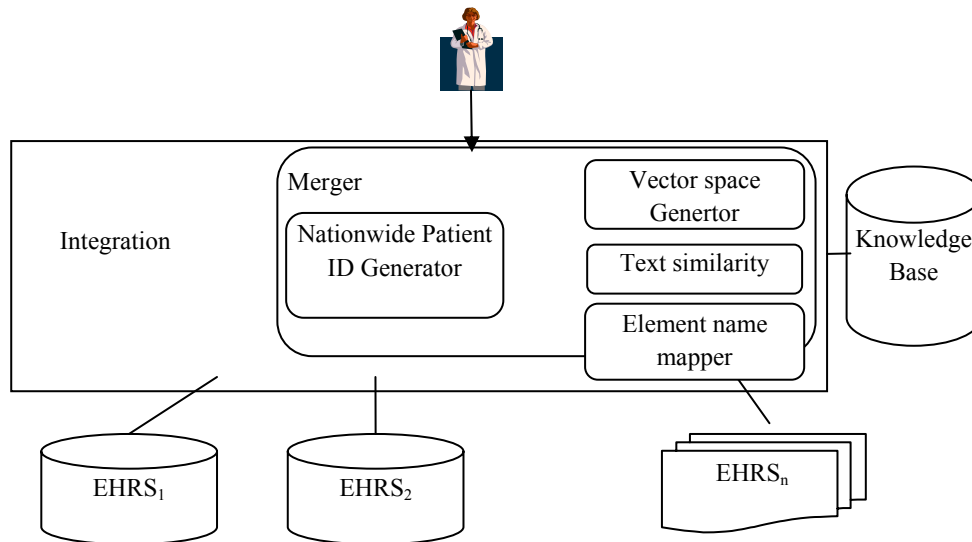 Merger
Vector space
Genertor
Integration
Nationwide Patient
ID Generator
Text similarity
Element name
mapper
Knowledge
Base
EHRS₁
EHRS₂
EHRSₙ